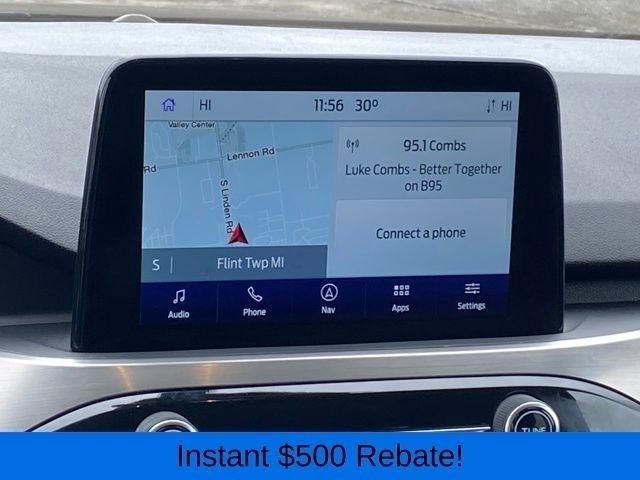 HI 11:56 30° HI
Valley Center
Rd
Lennon Rd
S Linden Rd
Rd
S Flint Twp MI
95.1 Combs
Luke Combs - Better Together
on B95
Connect a phone
Audio Phone Nav Apps Settings
TUNE
Instant $500 Rebate!